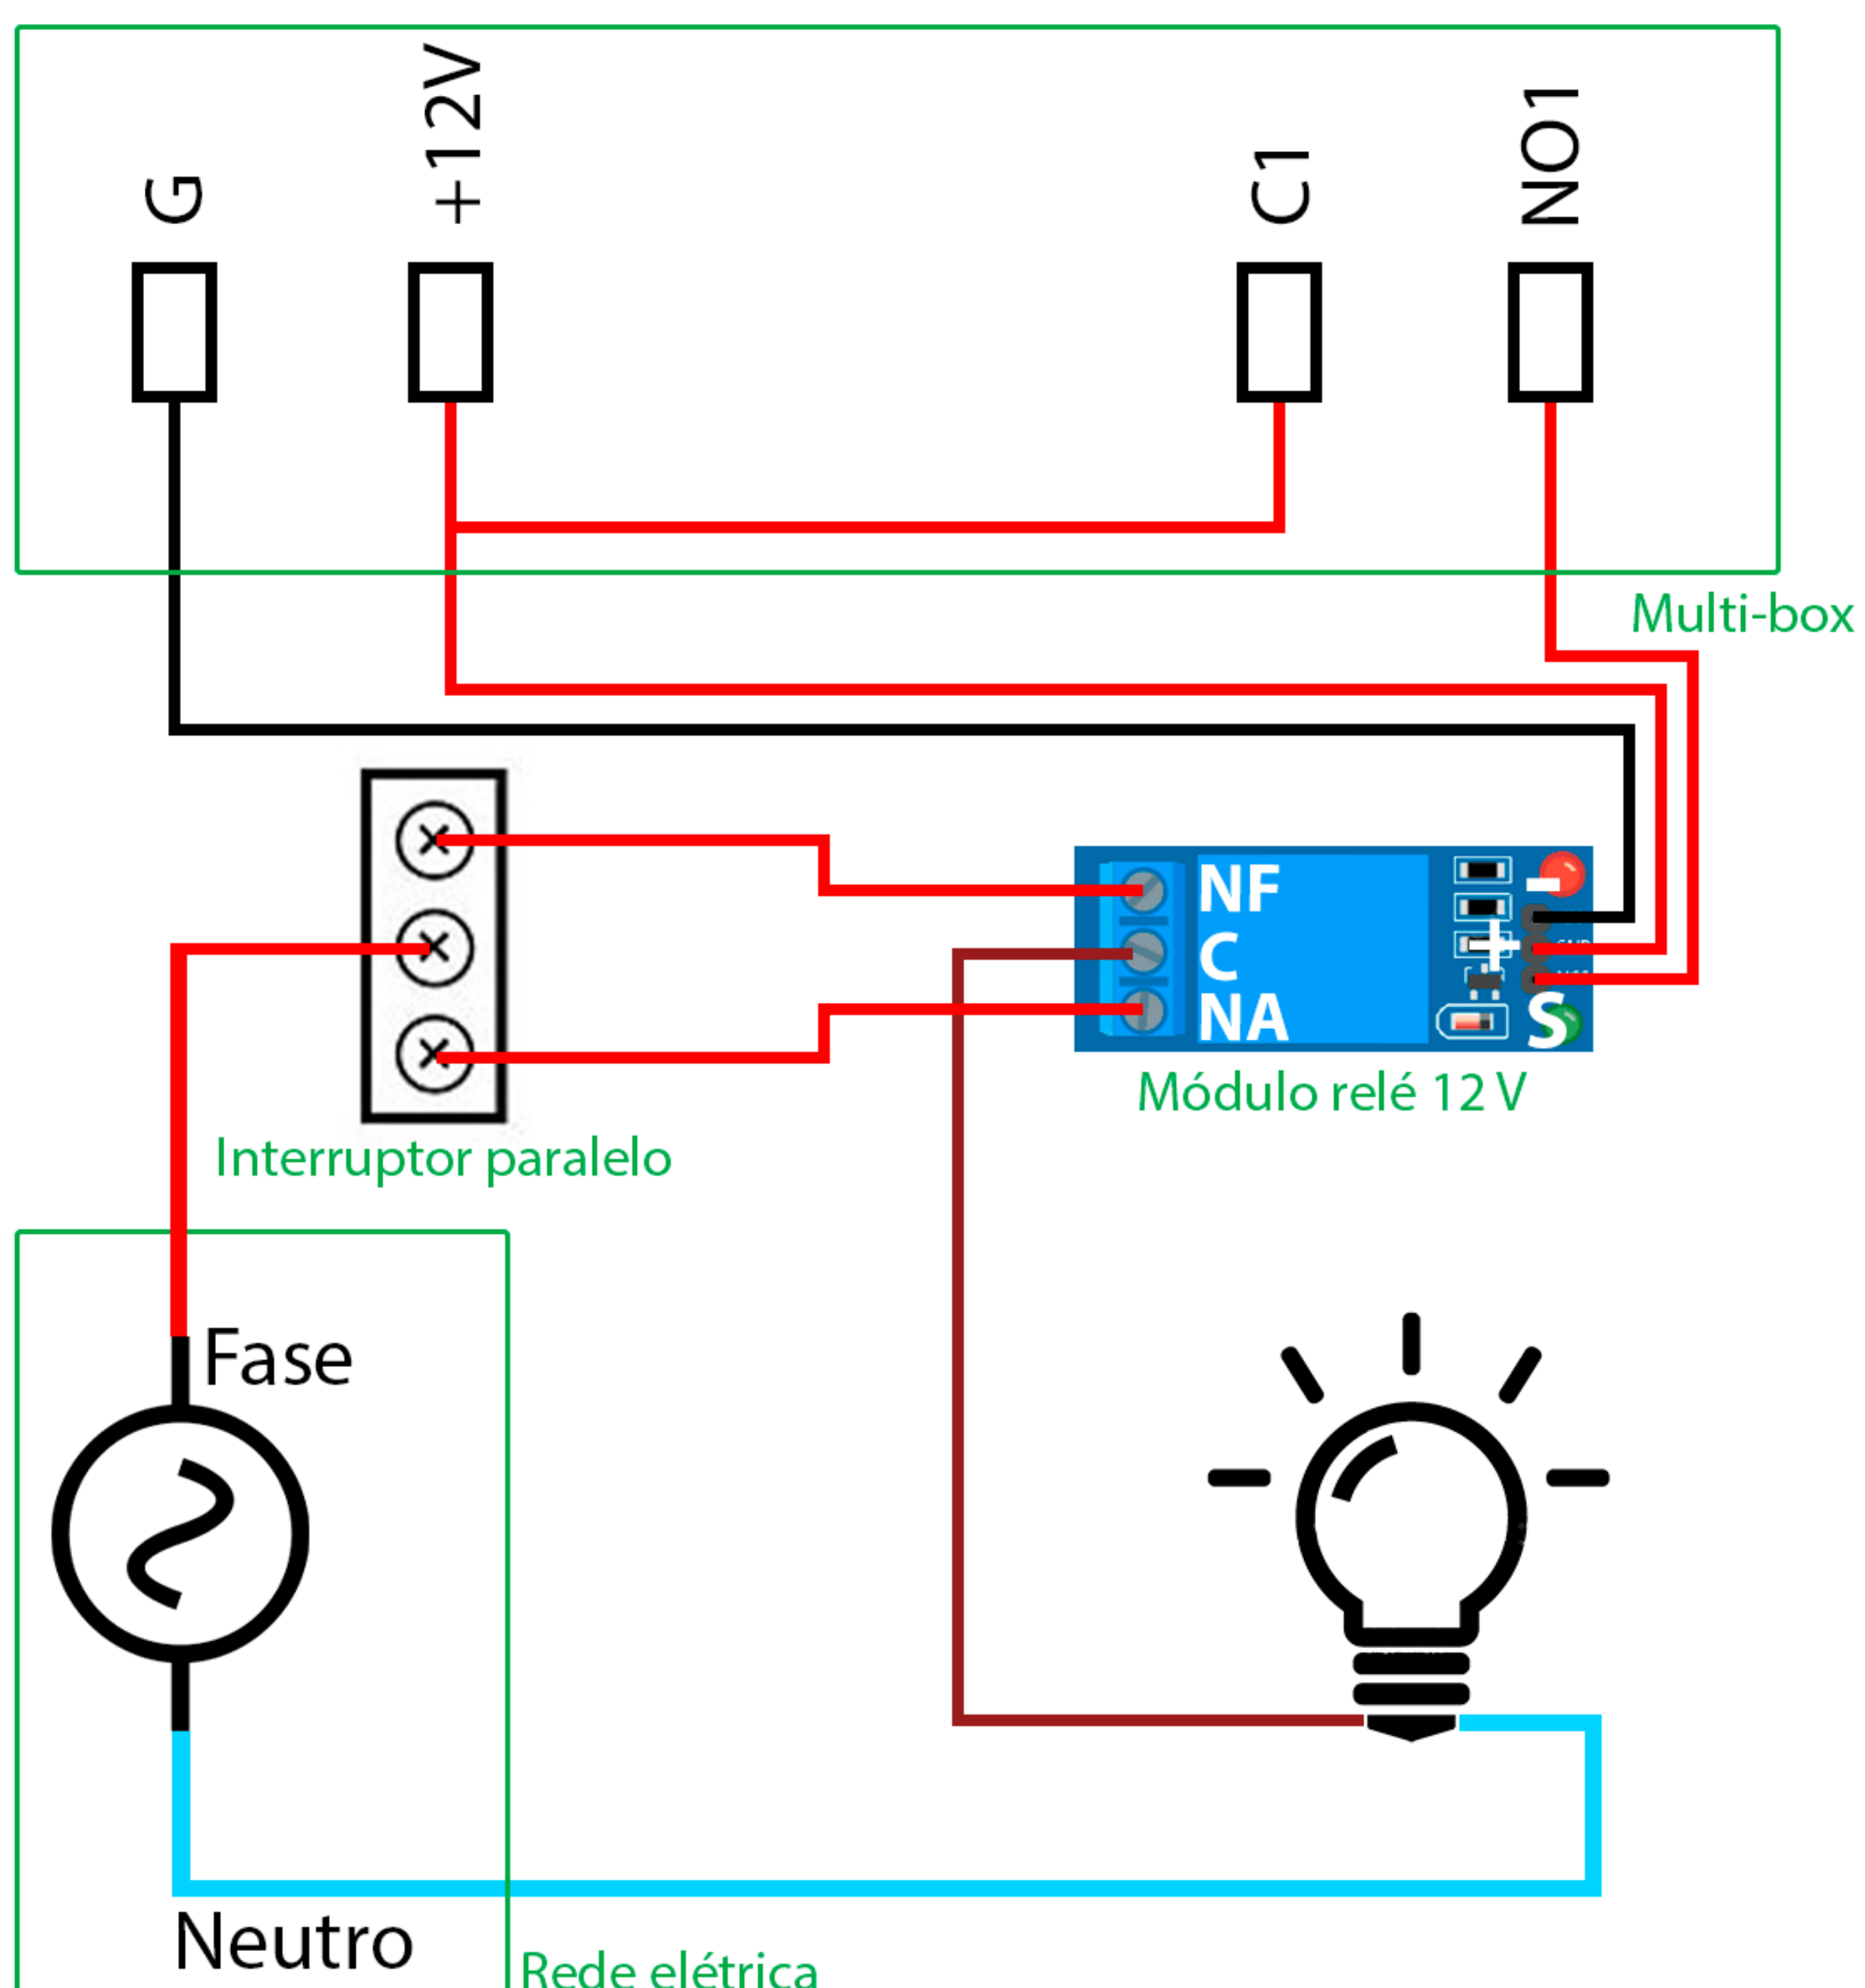 G
+12V
C1
NO1
Multi-box
NF
C
NA
-
+
S
Módulo relé 12 V
Interruptor paralelo
Fase
Neutro
Rede elétrica